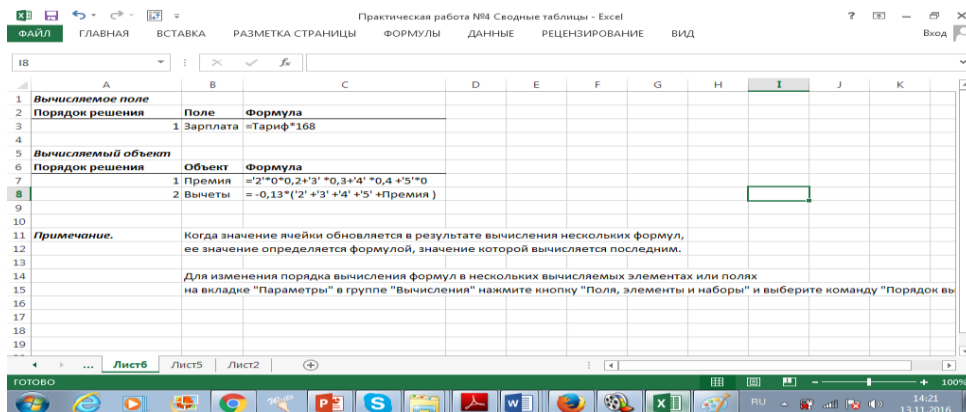 Практическая работа №4 Сводные таблицы - Excel
ФАЙЛ ГЛАВНАЯ ВСТАВКА РАЗМЕТКА СТРАНИЦЫ ФОРМУЛЫ ДАННЫЕ РЕЦЕНЗИРОВАНИЕ ВИД Вход
I8 fx
A B C D E F G H I J K
1 Вычисляемое поле
2 Порядок решения Поле Формула
3 1 Зарплата =Тариф*168
4
5 Вычисляемый объект
6 Порядок решения Объект Формула
7 1 Премия ='2'*0*0,2+'3' *0,3+'4' *0,4 +'5'*0
8 2 Вычеты = -0,13*('2' +'3' +'4' +'5' +Премия )
9
10
11 Примечание. Когда значение ячейки обновляется в результате вычисления нескольких формул,
12 ее значение определяется формулой, значение которой вычисляется последним.
13
14 Для изменения порядка вычисления формул в нескольких вычисляемых элементах или полях
15 на вкладке "Параметры" в группе "Вычисления" нажмите кнопку "Поля, элементы и наборы" и выберите команду "Порядок вы
16
17
18
19
... Лист6 Лист5 Лист2
ГОТОВО 100%
RU 14:21
13.11.2016